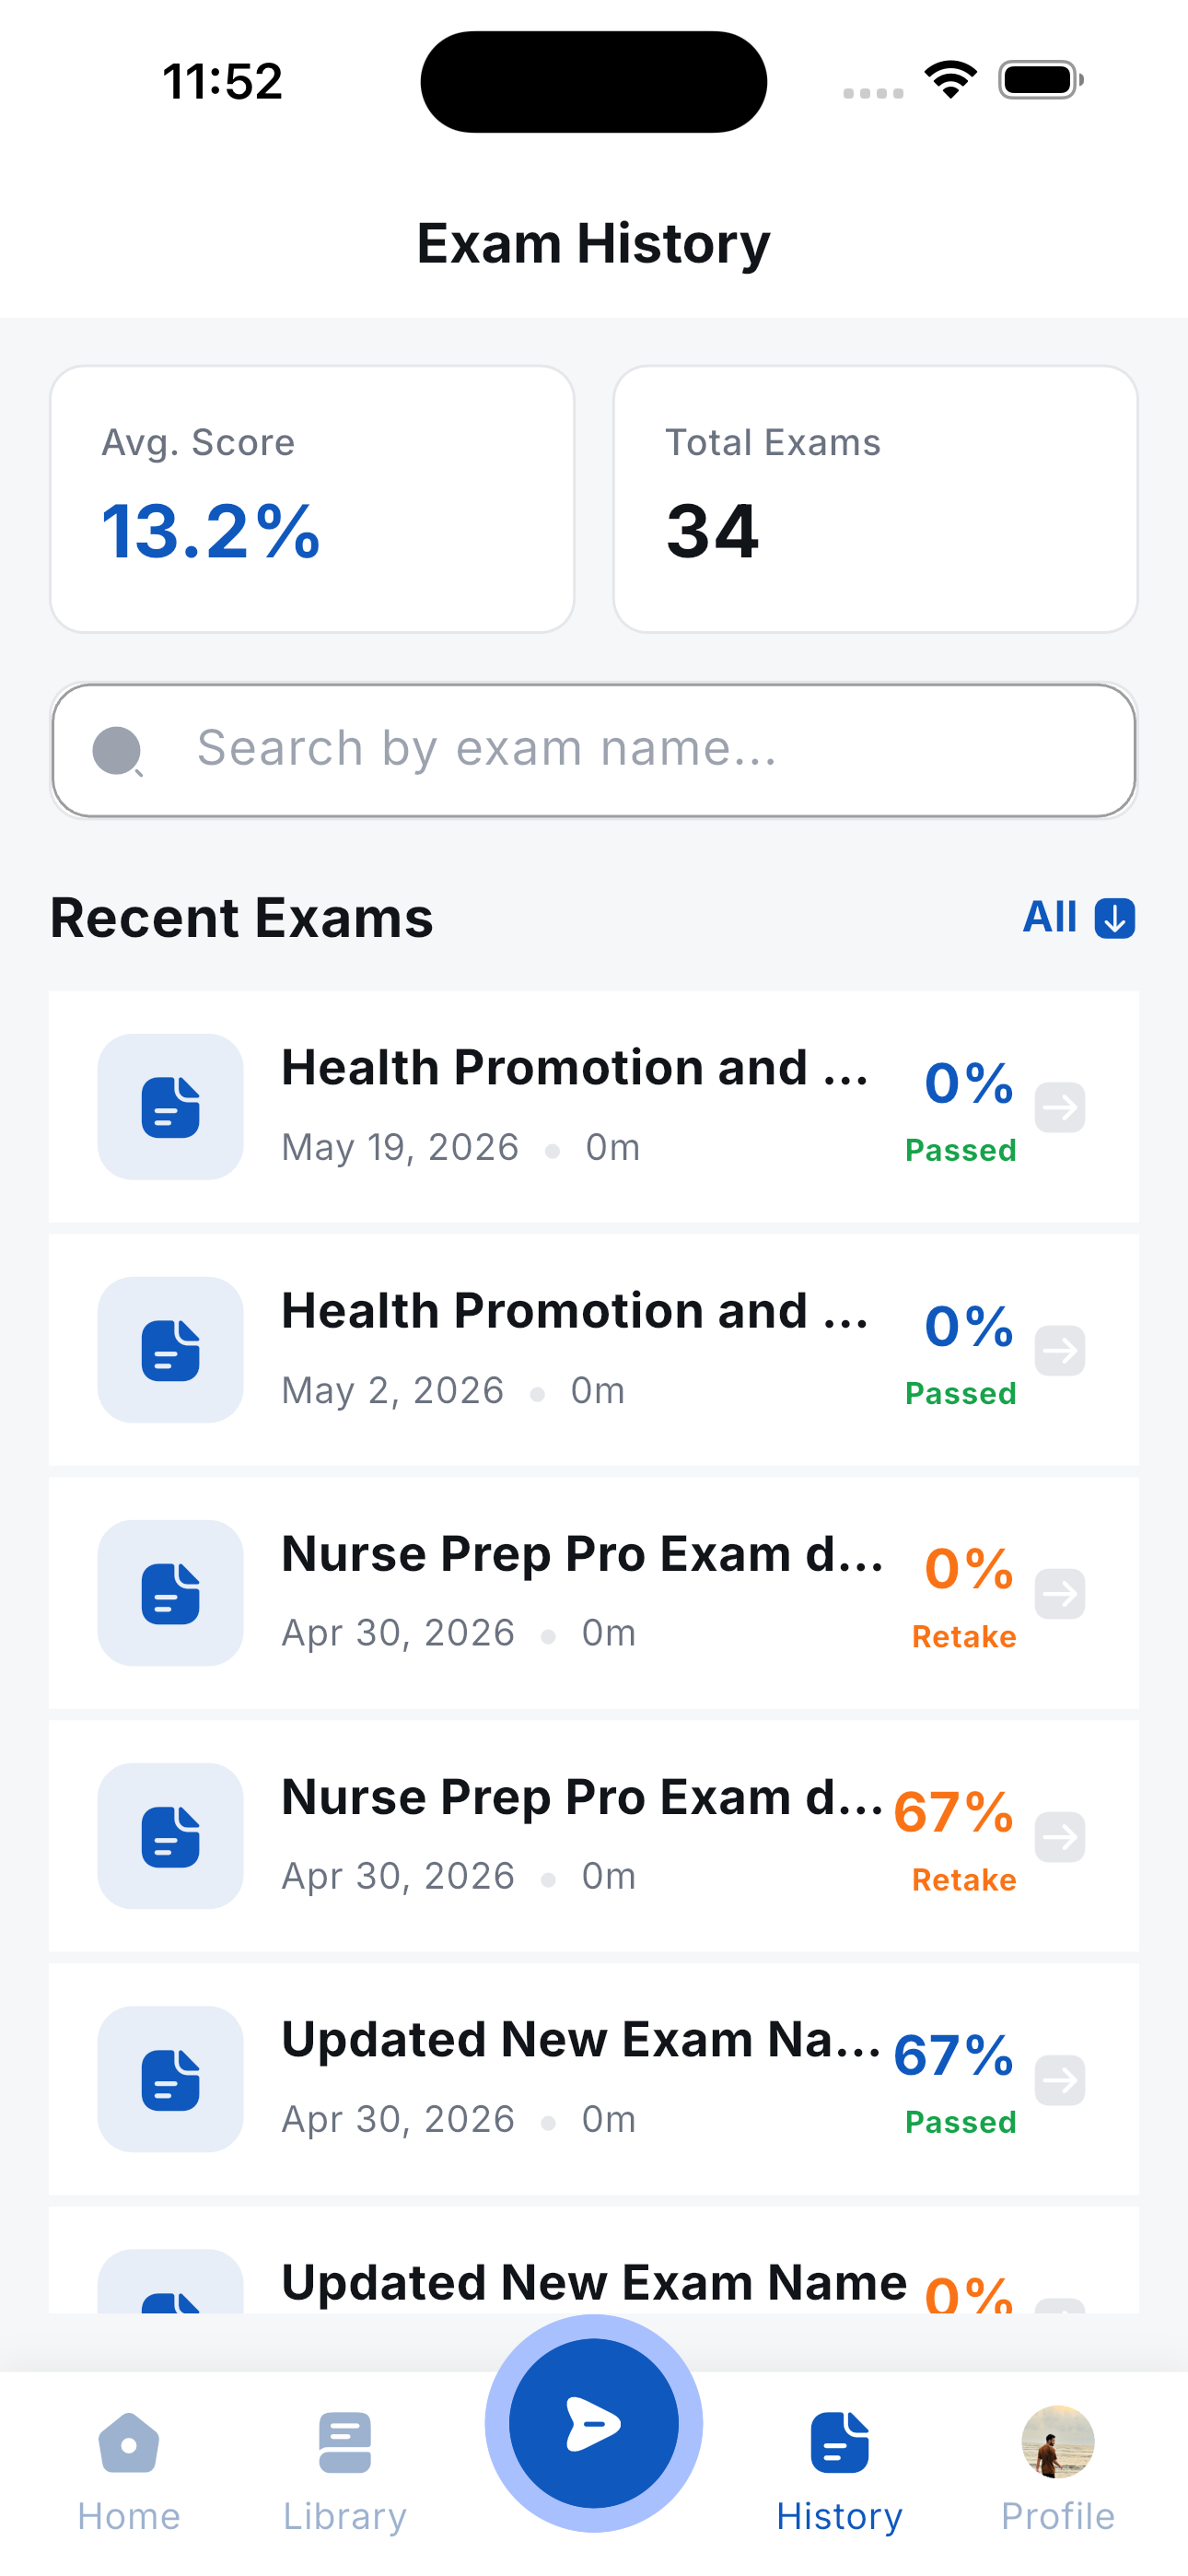 11:52
Exam History
Avg. Score
13.2%
Total Exams
34
Search by exam name...
Recent Exams
All
Health Promotion and ...
0%
May 19, 2026 • 0m
Passed
Health Promotion and ...
0%
May 2, 2026 • 0m
Passed
Nurse Prep Pro Exam d...
0%
Apr 30, 2026 • 0m
Retake
Nurse Prep Pro Exam d...
67%
Apr 30, 2026 • 0m
Retake
Updated New Exam Na...
67%
Apr 30, 2026 • 0m
Passed
Updated New Exam Name
0%
Home
Library
History
Profile